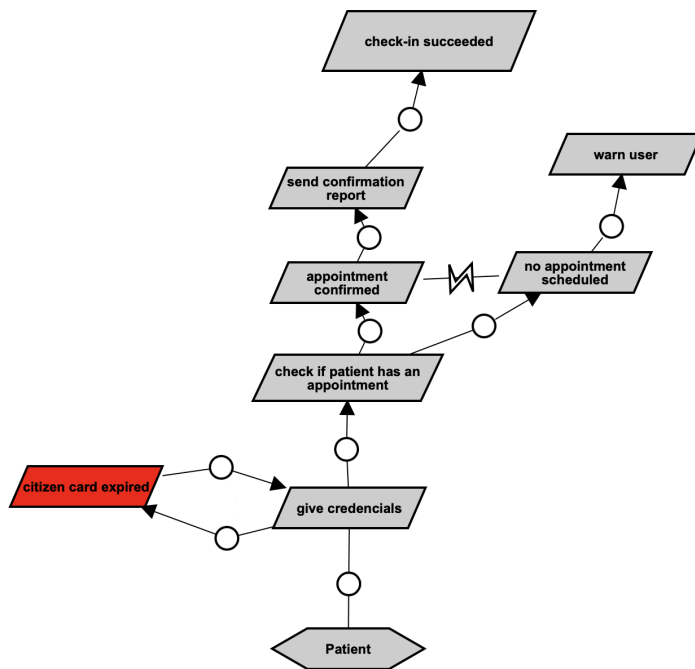 check-in succeeded
warn user
send confirmation
report
appointment
confirmed
no appointment
scheduled
check if patient has an
appointment
citizen card expired
give credencials
Patient